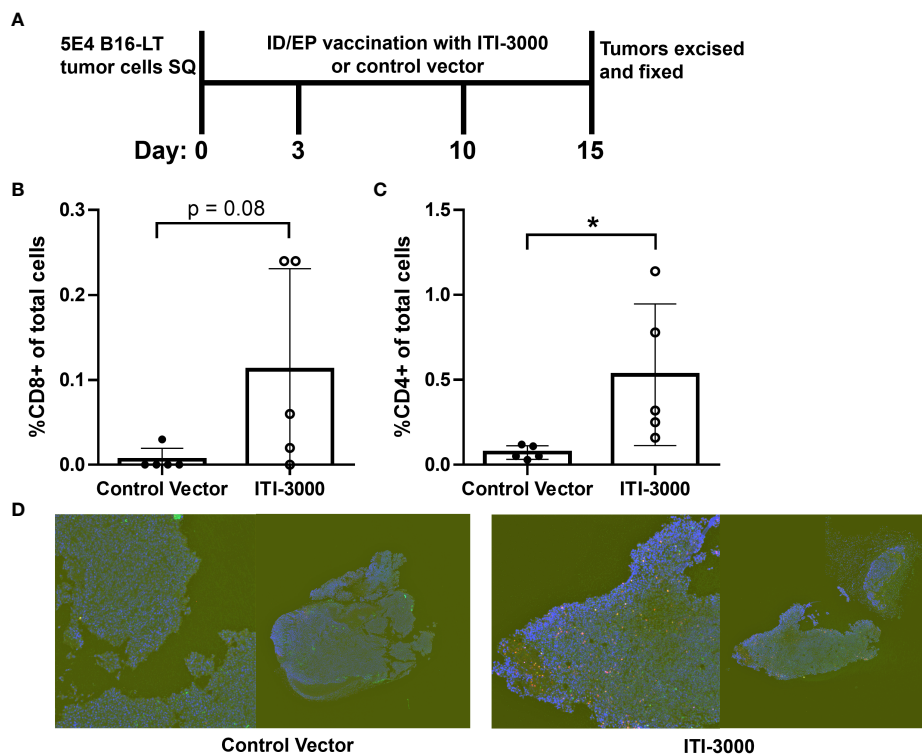 A
5E4 B16-LT
tumor cells SQ
ID/EP vaccination with ITI-3000
or control vector
Tumors excised
and fixed
Day: 0 3 10 15
B
%CD8+ of total cells
0.3
0.2
0.1
0.0
p = 0.08
Control Vector ITI-3000
C
%CD4+ of total cells
1.5
1.0
0.5
0.0
*
Control Vector ITI-3000
D
Control Vector
ITI-3000